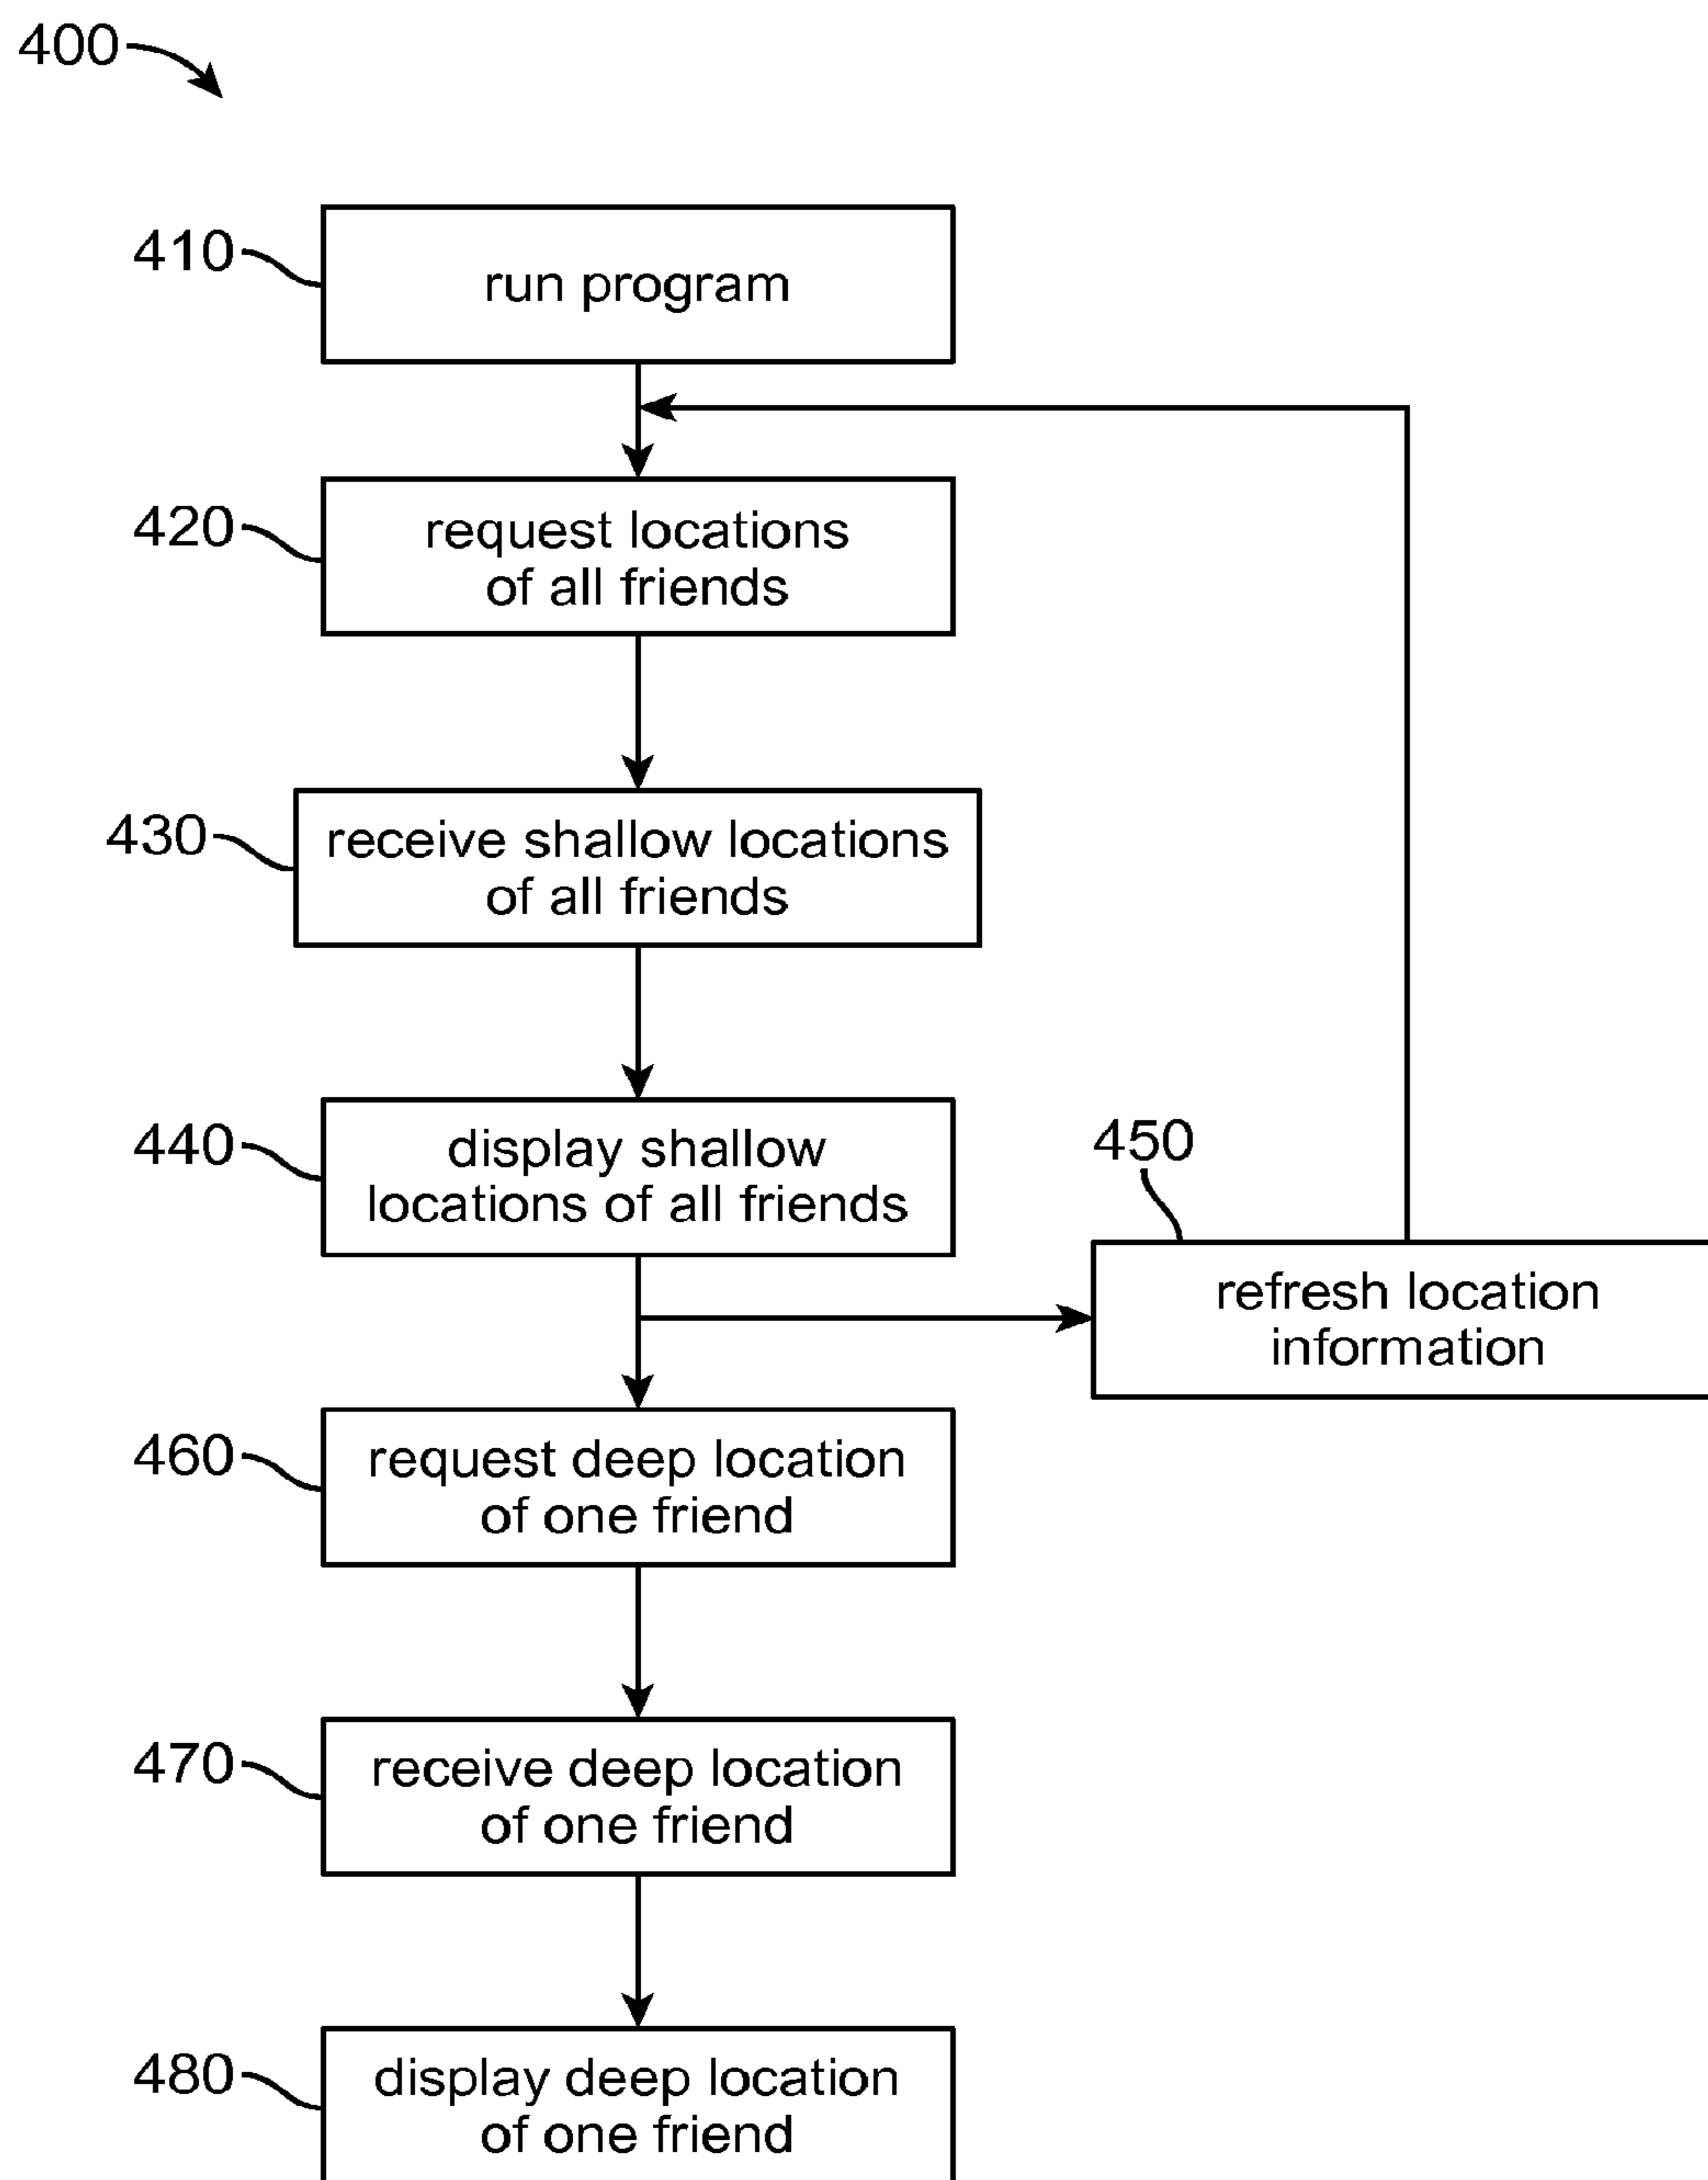 400
410
run program
420
request locations
of all friends
430
receive shallow locations
of all friends
440
display shallow
locations of all friends
450
refresh location
information
460
request deep location
of one friend
470
receive deep location
of one friend
480
display deep location
of one friend